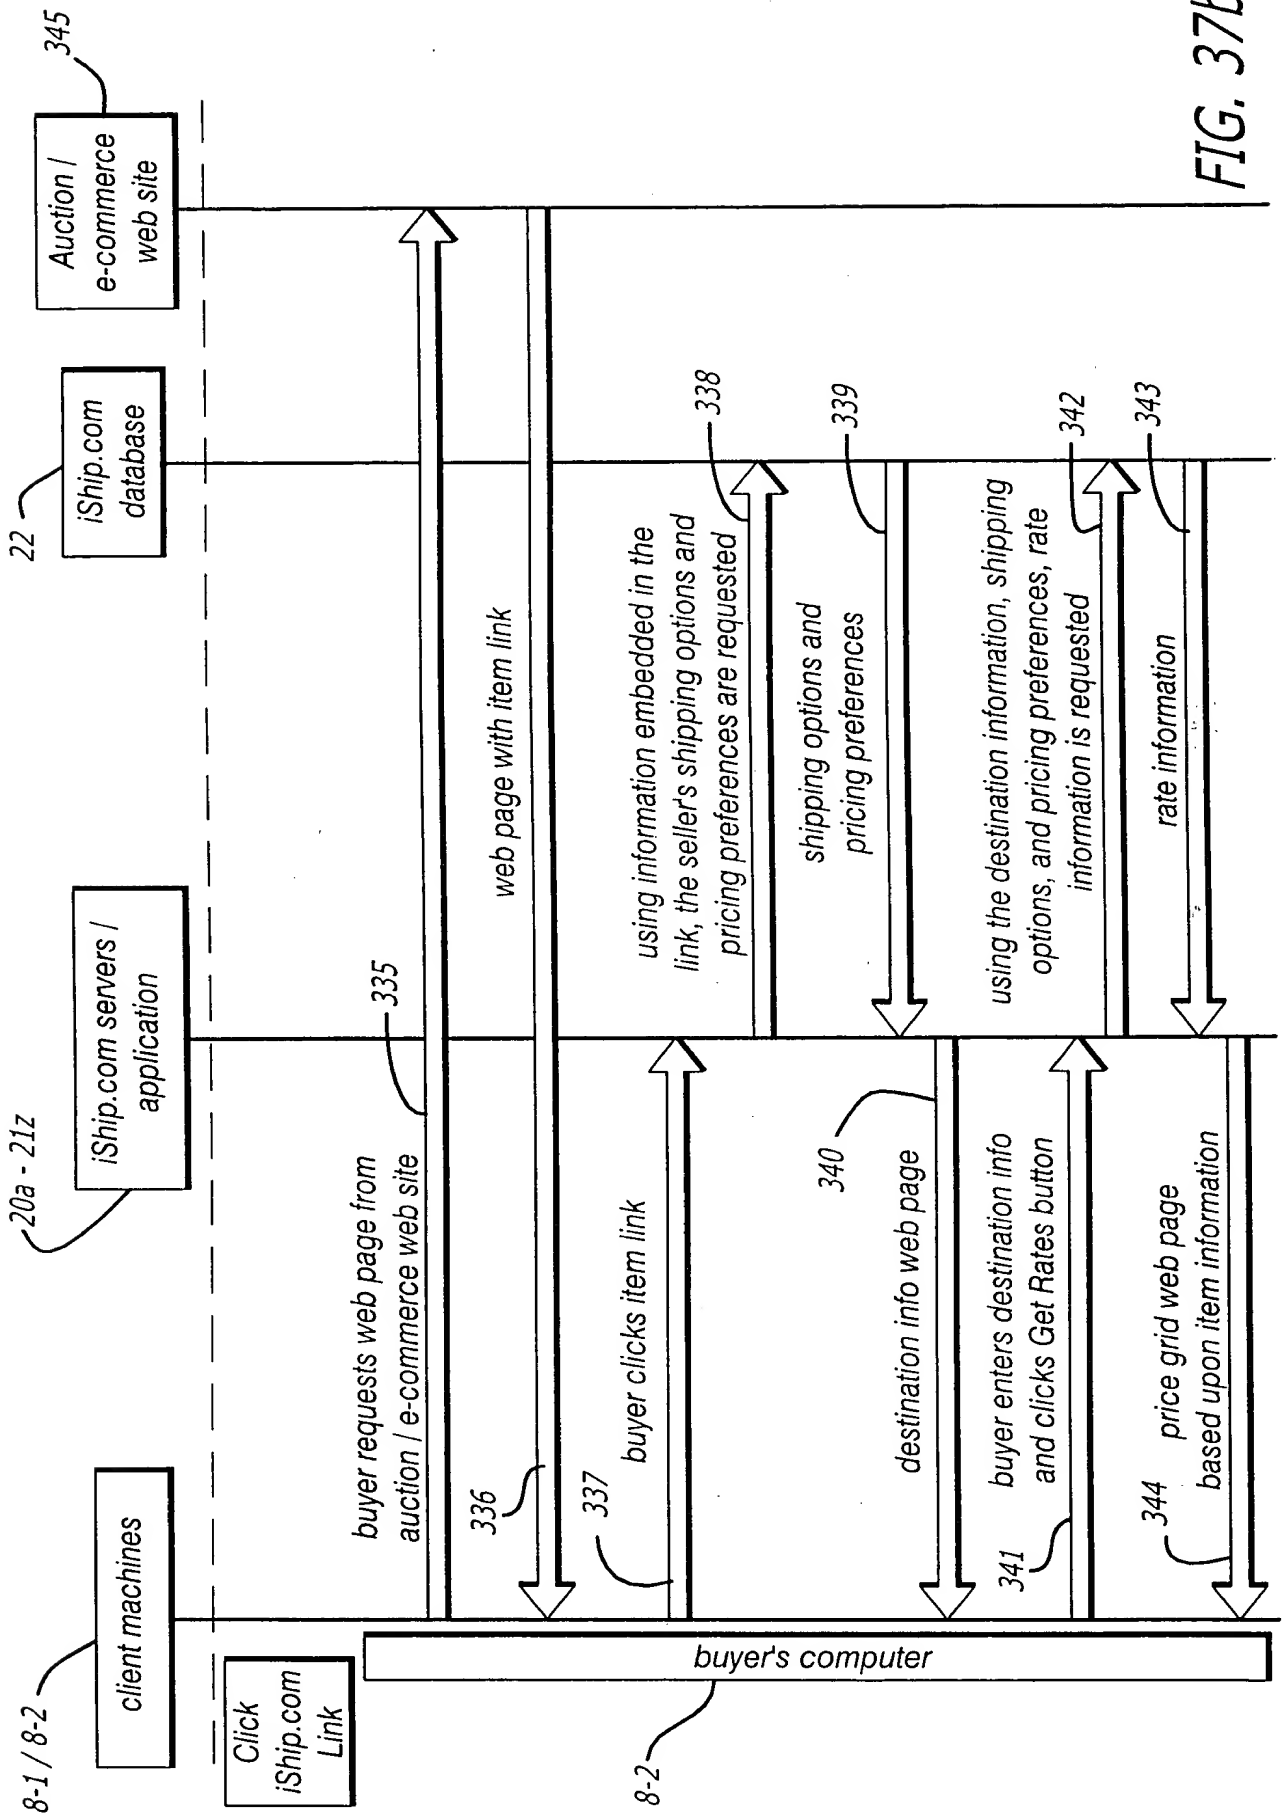 8-1 / 8-2
client machines
20a - 21z
iShip.com servers /
application
22
iShip.com
database
Auction /
e-commerce
web site
345
Click
iShip.com
Link
buyer's computer
8-2
buyer requests web page from
auction / e-commerce web site
335
web page with item link
336
buyer clicks item link
337
using information embedded in the
link, the seller's shipping options and
pricing preferences are requested
338
shipping options and
pricing preferences
339
destination info web page
340
buyer enters destination info
and clicks Get Rates button
341
using the destination information, shipping
options, and pricing preferences, rate
information is requested
342
rate information
343
price grid web page
based upon item information
344
FIG. 37b